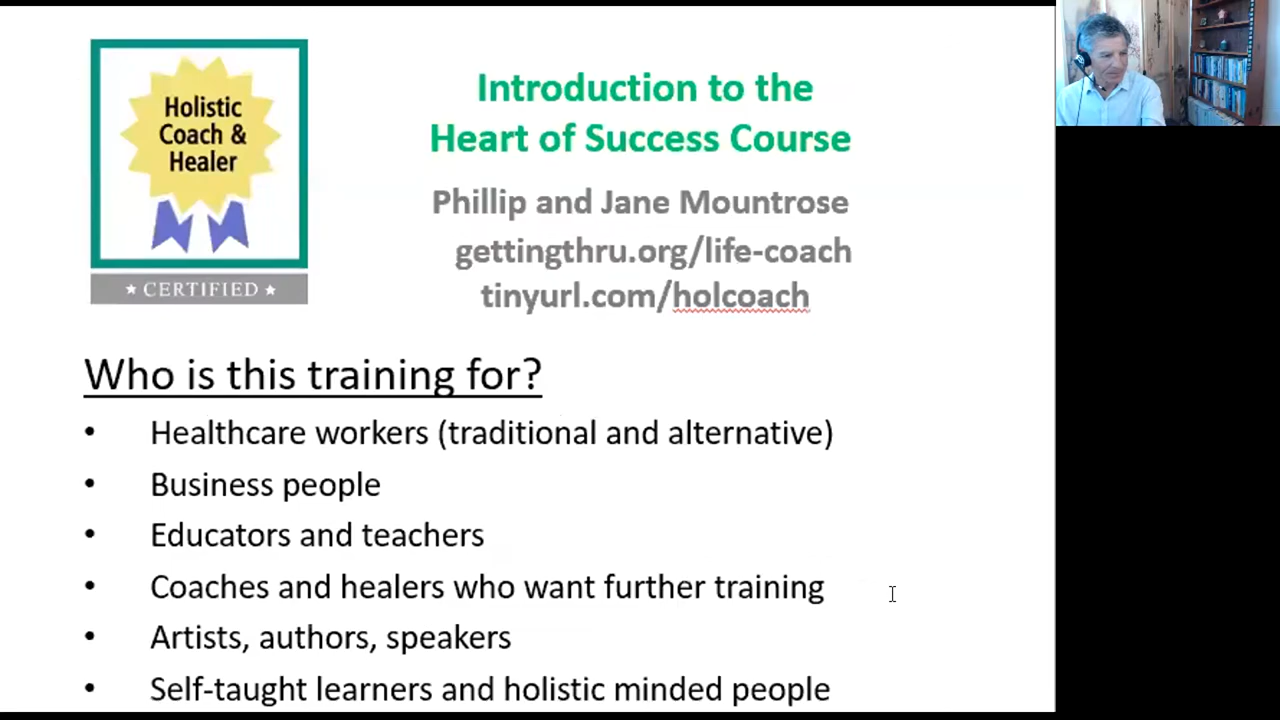 Holistic
Coach &
Healer
★ CERTIFIED ★
Introduction to the
Heart of Success Course
Phillip and Jane Mountrose
gettingthru.org/life-coach
tinyurl.com/holcoach
Who is this training for?
• Healthcare workers (traditional and alternative)
• Business people
• Educators and teachers
• Coaches and healers who want further training
• Artists, authors, speakers
• Self-taught learners and holistic minded people